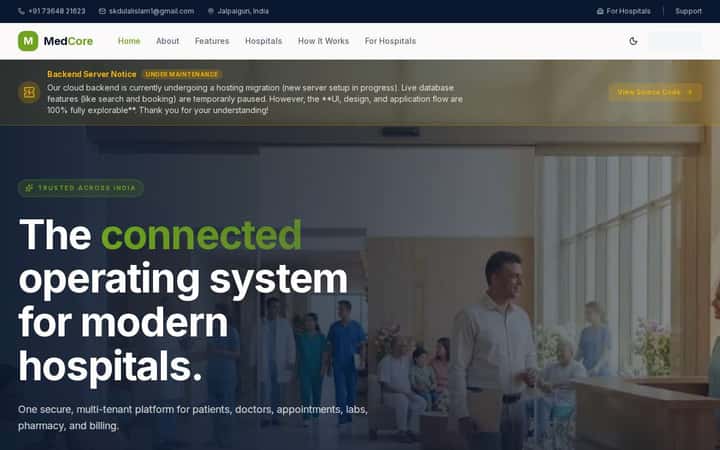 +91 73648 21623 skdulalislam1@gmail.com Jalpaiguri, India For Hospitals Support
M MedCore Home About Features Hospitals How It Works For Hospitals
Backend Server Notice UNDER MAINTENANCE
Our cloud backend is currently undergoing a hosting migration (new server setup in progress). Live database
features (like search and booking) are temporarily paused. However, the **UI, design, and application flow are
100% fully explorable**. Thank you for your understanding!
View Source Code
TRUSTED ACROSS INDIA
The connected
operating system
for modern
hospitals.
One secure, multi-tenant platform for patients, doctors, appointments, labs,
pharmacy, and billing.